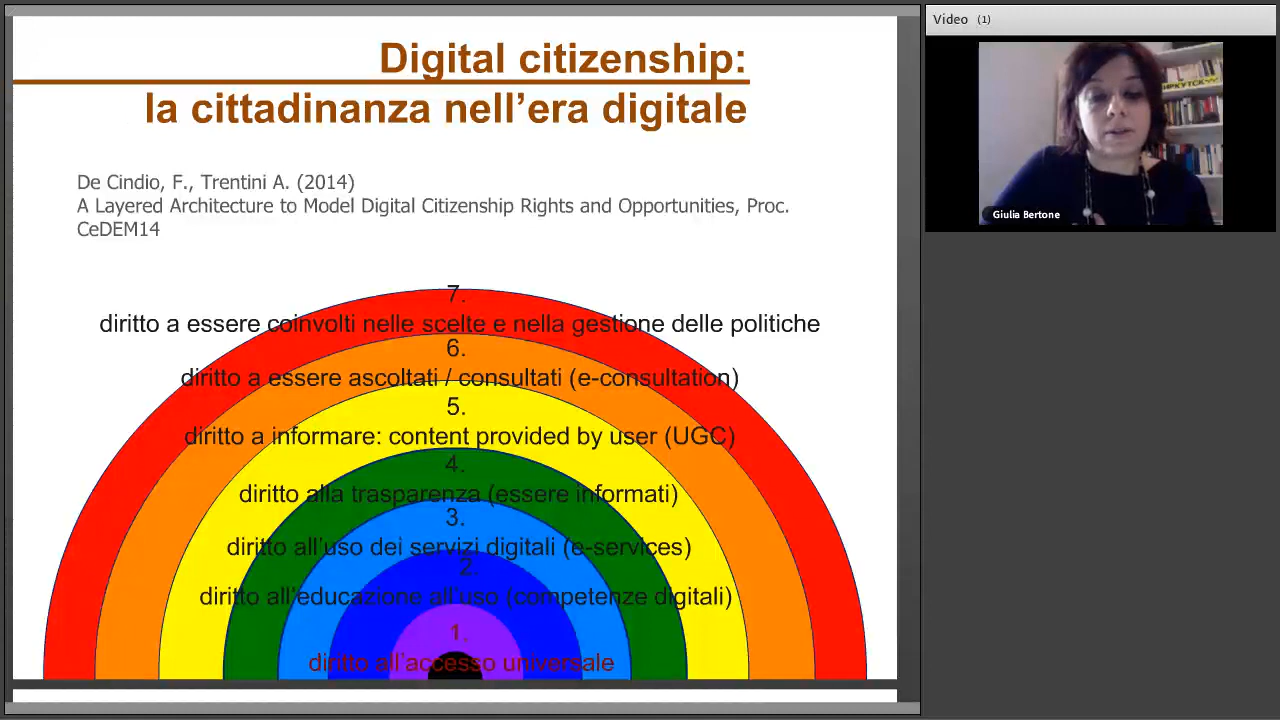 Digital citizenship:
la cittadinanza nell’era digitale
De Cindio, F., Trentini A. (2014)
A Layered Architecture to Model Digital Citizenship Rights and Opportunities, Proc.
CeDEM14
7.
diritto a essere coinvolti nelle scelte e nella gestione delle politiche
6.
diritto a essere ascoltati / consultati (e-consultation)
5.
diritto a informare: content provided by user (UGC)
4.
diritto alla trasparenza (essere informati)
3.
diritto all’uso dei servizi digitali (e-services)
2.
diritto all’educazione all’uso (competenze digitali)
1.
diritto all’accesso universale
Video (1)
ИРКУТСК
Giulia Bertone